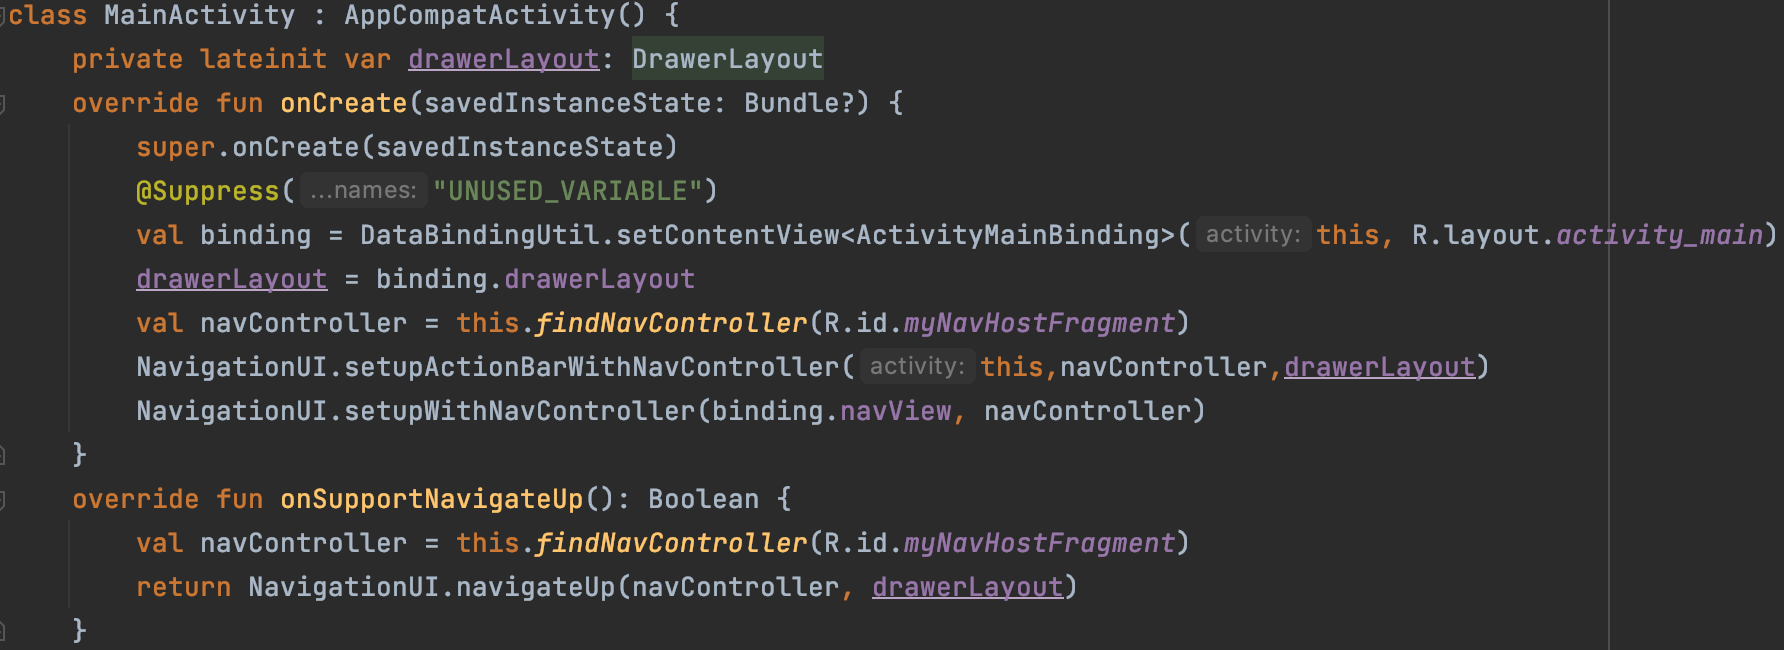 class MainActivity : AppCompatActivity() {
    private lateinit var drawerLayout: DrawerLayout
    override fun onCreate(savedInstanceState: Bundle?) {
        super.onCreate(savedInstanceState)
        @Suppress( ...names: "UNUSED_VARIABLE")
        val binding = DataBindingUtil.setContentView<ActivityMainBinding>( activity: this, R.layout.activity_main)
        drawerLayout = binding.drawerLayout
        val navController = this.findNavController(R.id.myNavHostFragment)
        NavigationUI.setupActionBarWithNavController( activity: this,navController,drawerLayout)
        NavigationUI.setupWithNavController(binding.navView, navController)
    }
    override fun onSupportNavigateUp(): Boolean {
        val navController = this.findNavController(R.id.myNavHostFragment)
        return NavigationUI.navigateUp(navController, drawerLayout)
    }